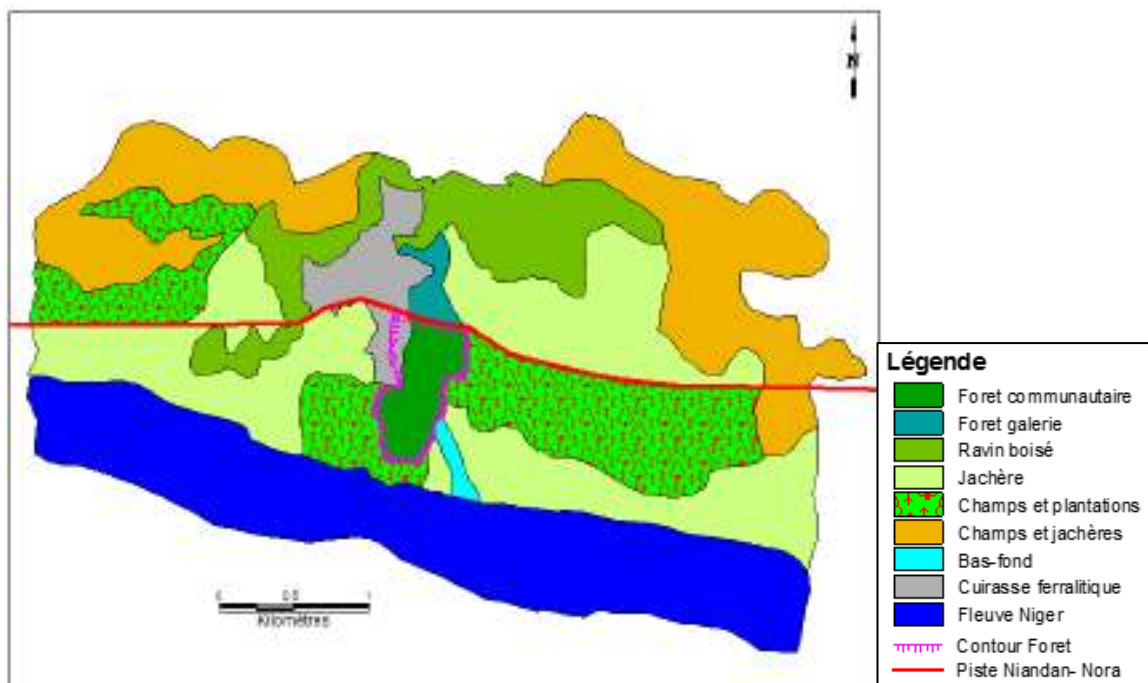 N
0 0.5 1
Kilomètres
Légende
Foret communautaire
Foret galerie
Ravin boisé
Jachère
Champs et plantations
Champs et jachères
Bas-fond
Cuirasse ferralitique
Fleuve Niger
Contour Foret
Piste Niandan- Nora